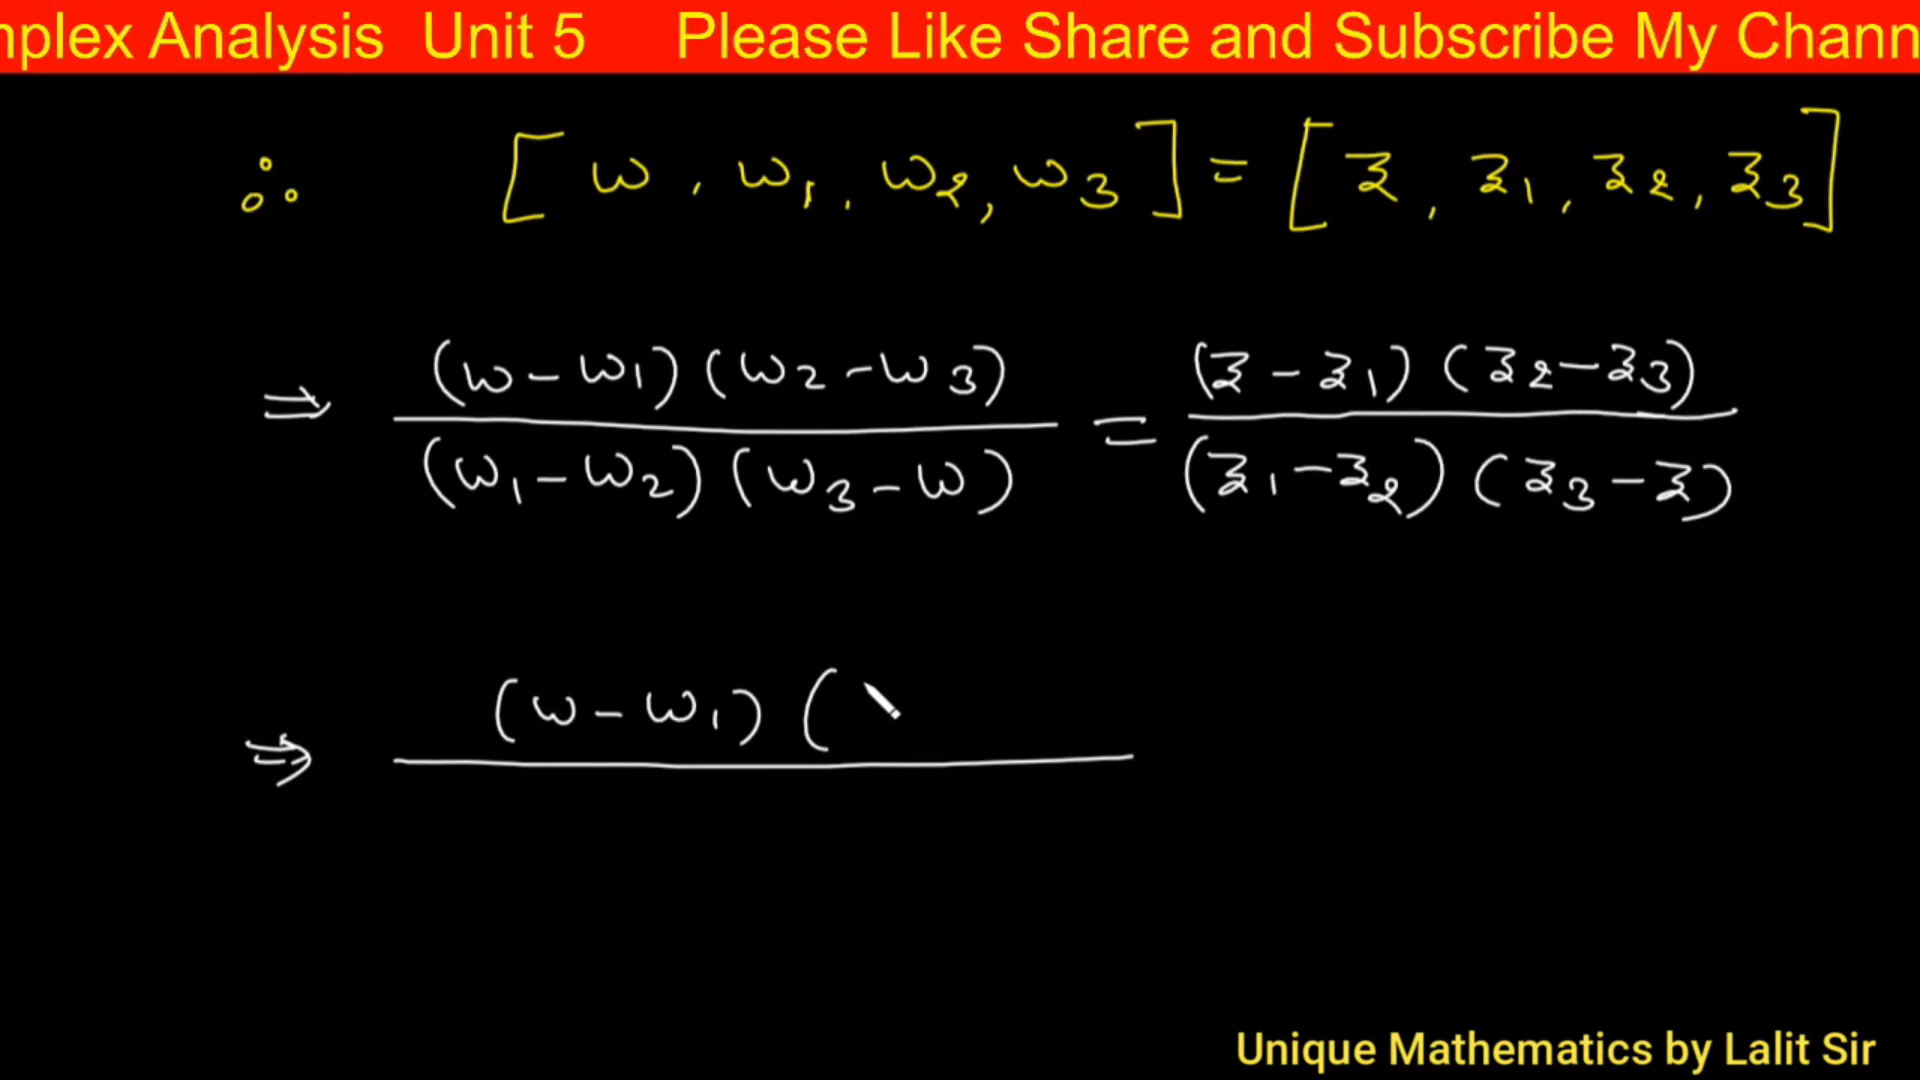 mplex Analysis Unit 5 Please Like Share and Subscribe My Chann
∴ [w, w₁, w₂, w₃] = [z, z₁, z₂, z₃]
⇒ (w-w₁)(w₂-w₃) / (w₁-w₂)(w₃-w) = (z-z₁)(z₂-z₃) / (z₁-z₂)(z₃-z)
⇒ (w-w₁)(
Unique Mathematics by Lalit Sir